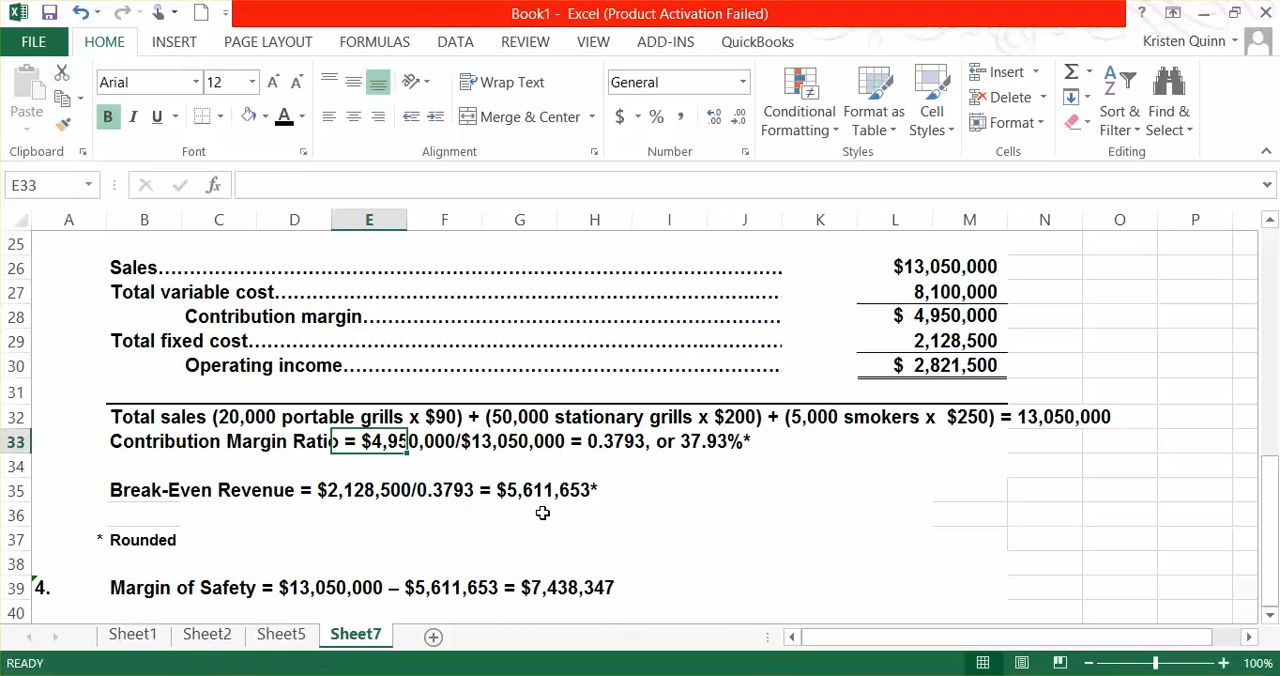 Book1 - Excel (Product Activation Failed)
FILE HOME INSERT PAGE LAYOUT FORMULAS DATA REVIEW VIEW ADD-INS QuickBooks Kristen Quinn
Arial 12 Wrap Text General Insert Σ
Paste Delete
B I U Merge & Center $ % , Conditional Formatting Format as Table Cell Styles Format Sort & Filter Find & Select
Clipboard Font Alignment Number Styles Cells Editing
E33 fx
A B C D E F G H I J K L M N O P
25
26 Sales…………………………………………………………………………………. $13,050,000
27 Total variable cost………………………………………………………………….. 8,100,000
28 Contribution margin………………………………………………………. $ 4,950,000
29 Total fixed cost……………………………………………………………………… 2,128,500
30 Operating income…………………………………………………………. $ 2,821,500
31
32 Total sales (20,000 portable grills x $90) + (50,000 stationary grills x $200) + (5,000 smokers x $250) = 13,050,000
33 Contribution Margin Ratio = $4,950,000/$13,050,000 = 0.3793, or 37.93%*
34
35 Break-Even Revenue = $2,128,500/0.3793 = $5,611,653*
36
37 * Rounded
38
39 4. Margin of Safety = $13,050,000 – $5,611,653 = $7,438,347
40
Sheet1 Sheet2 Sheet5 Sheet7
READY 100%